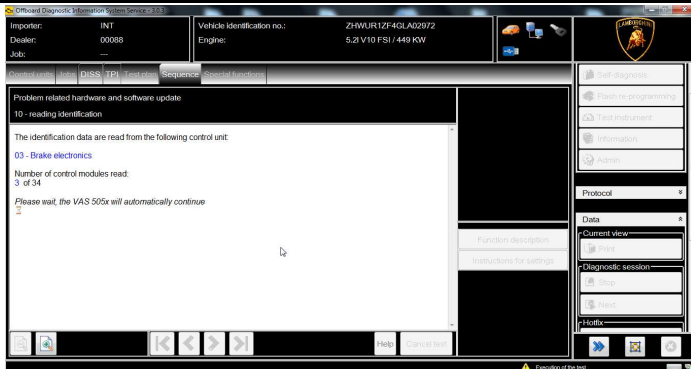 Offboard Diagnostic Information System Service - 3.0.3
Importer: INT
Dealer: 00088
Job: ---
Vehicle identification no.: ZHWUR1ZF4GLA02972
Engine: 5.2l V10 FSI / 449 KW
LAMBORGHINI
Control units Jobs DISS TPI Test plan Sequence Special functions
Problem related hardware and software update
10 - reading identification
The identification data are read from the following control unit:
03 - Brake electronics
Number of control modules read:
3 of 34
Please wait, the VAS 505x will automatically continue
Function description
Instructions for settings
Help
Cancel test
Self-diagnosis
Flash re-programming
Test instrument
Information
Admin
Protocol
Data
Current view
Print
Diagnostic session
Stop
Next
Hotfix
Execution of the test